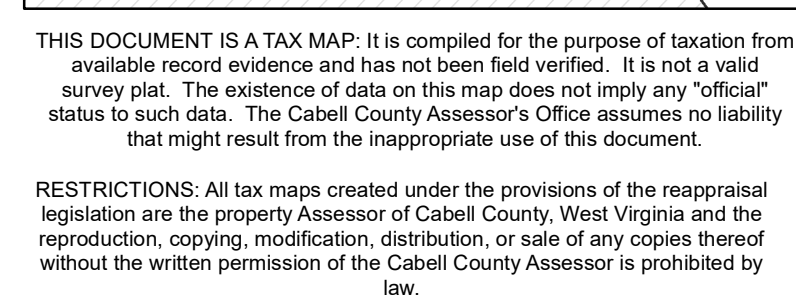 THIS DOCUMENT IS A TAX MAP: It is compiled for the purpose of taxation from
available record evidence and has not been field verified.  It is not a valid
survey plat.  The existence of data on this map does not imply any "official"
status to such data.  The Cabell County Assessor's Office assumes no liability
that might result from the inappropriate use of this document.
RESTRICTIONS: All tax maps created under the provisions of the reappraisal
legislation are the property Assessor of Cabell County, West Virginia and the
reproduction, copying, modification, distribution, or sale of any copies thereof
without the written permission of the Cabell County Assessor is prohibited by
law.